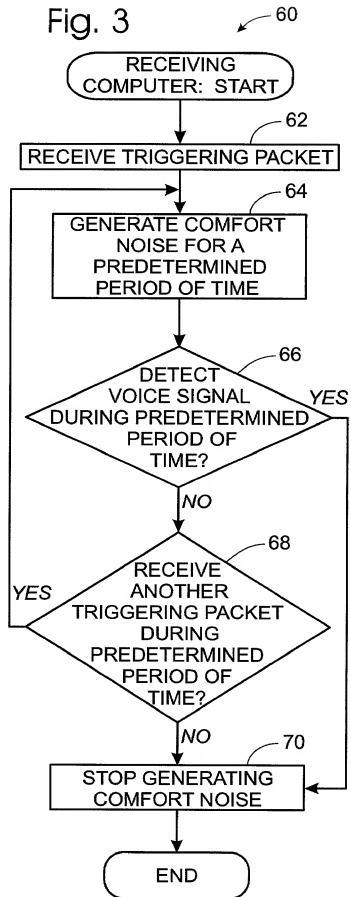 Fig. 3
60
RECEIVING
COMPUTER: START
62
RECEIVE TRIGGERING PACKET
64
GENERATE COMFORT
NOISE FOR A
PREDETERMINED
PERIOD OF TIME
66
DETECT
VOICE SIGNAL
DURING PREDETERMINED
PERIOD OF
TIME?
YES
NO
68
RECEIVE
ANOTHER
TRIGGERING PACKET
DURING
PREDETERMINED
PERIOD OF
TIME?
YES
NO
70
STOP GENERATING
COMFORT NOISE
END